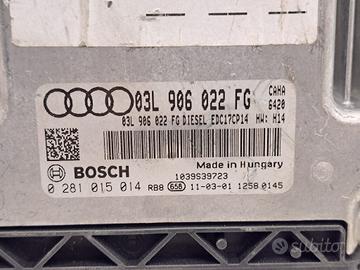 03L 906 022 FG CAHA
6420
03L 906 022 FG DIESEL EDC17CP14 HW: H14
Made in Hungary
BOSCH 1039S39723
0 281 015 014 RB8 658 11-03-01 1258 0145
subito